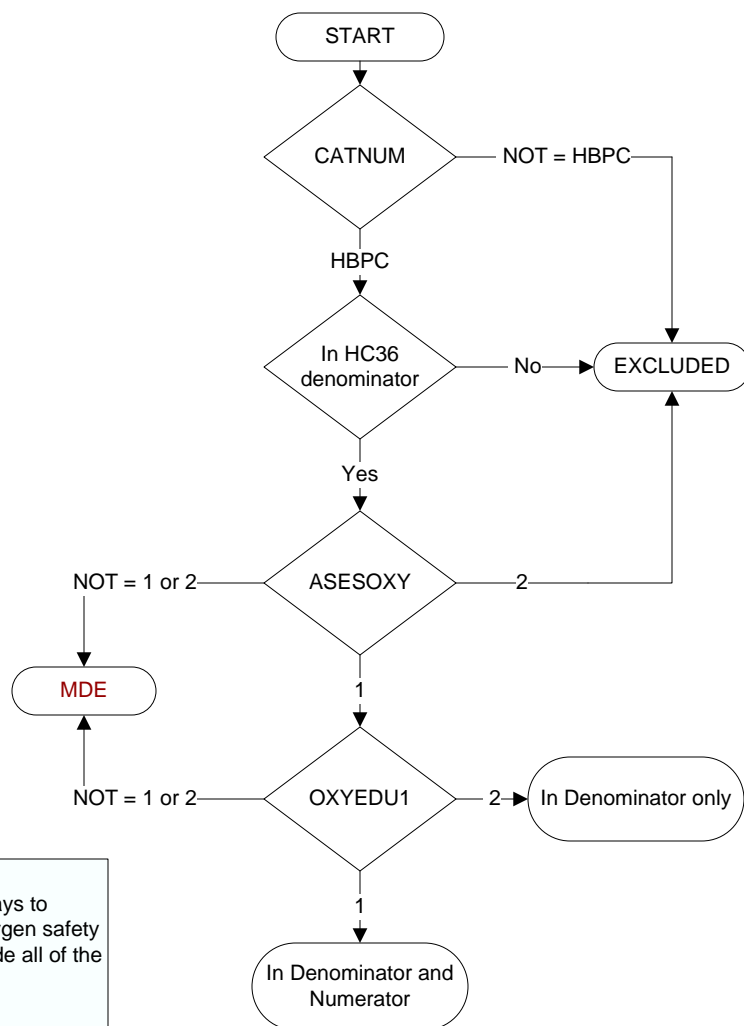 START
CATNUM
NOT = HBPC
HBPC
In HC36
denominator
No
EXCLUDED
Yes
NOT = 1 or 2
ASESOXY
2
MDE
1
NOT = 1 or 2
OXYEDU1
2
In Denominator only
1
gen safety
de all of the
In Denominator and
Numerator